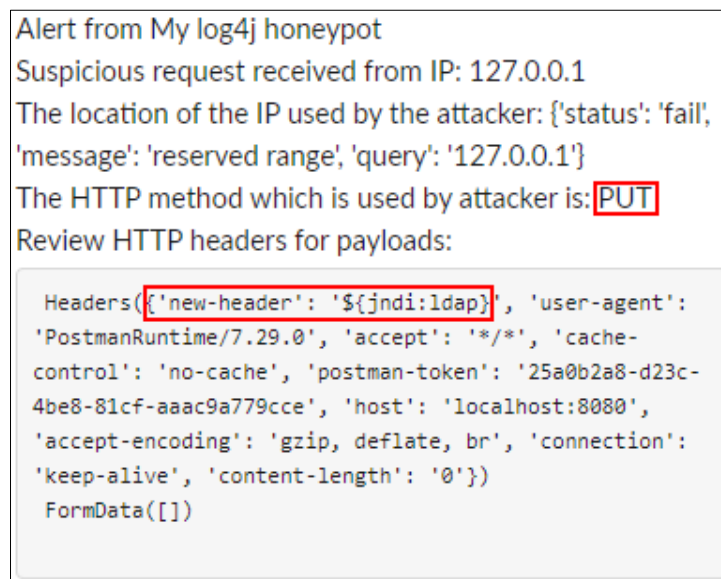 Alert from My log4j honeypot
Suspicious request received from IP: 127.0.0.1
The location of the IP used by the attacker: {'status': 'fail',
'message': 'reserved range', 'query': '127.0.0.1'}
The HTTP method which is used by attacker is: PUT
Review HTTP headers for payloads:
Headers({'new-header': '${jndi:ldap}', 'user-agent':
'PostmanRuntime/7.29.0', 'accept': '*/*', 'cache-
control': 'no-cache', 'postman-token': '25a0b2a8-d23c-
4be8-81cf-aaac9a779cce', 'host': 'localhost:8080',
'accept-encoding': 'gzip, deflate, br', 'connection':
'keep-alive', 'content-length': '0'})
FormData([])